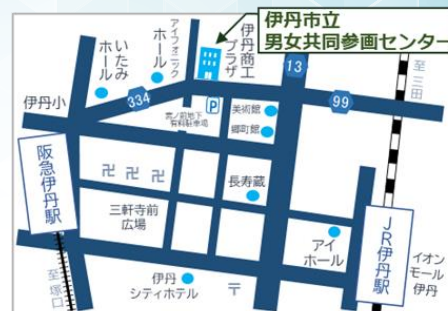 伊丹市立
男女共同参画センター
いたみ
ホール
アイフォニック
ホール
伊丹商工
プラザ
13
至三田
伊丹小
334
P
宮ノ前地下
有料駐車場
美術館
郷町館
99
阪急伊丹駅
卍 卍 卍
長寿蔵
三軒寺前
広場
アイ
ホール
JR伊丹駅
イオン
モール
伊丹
至塚口
伊丹
シティホテル
〒